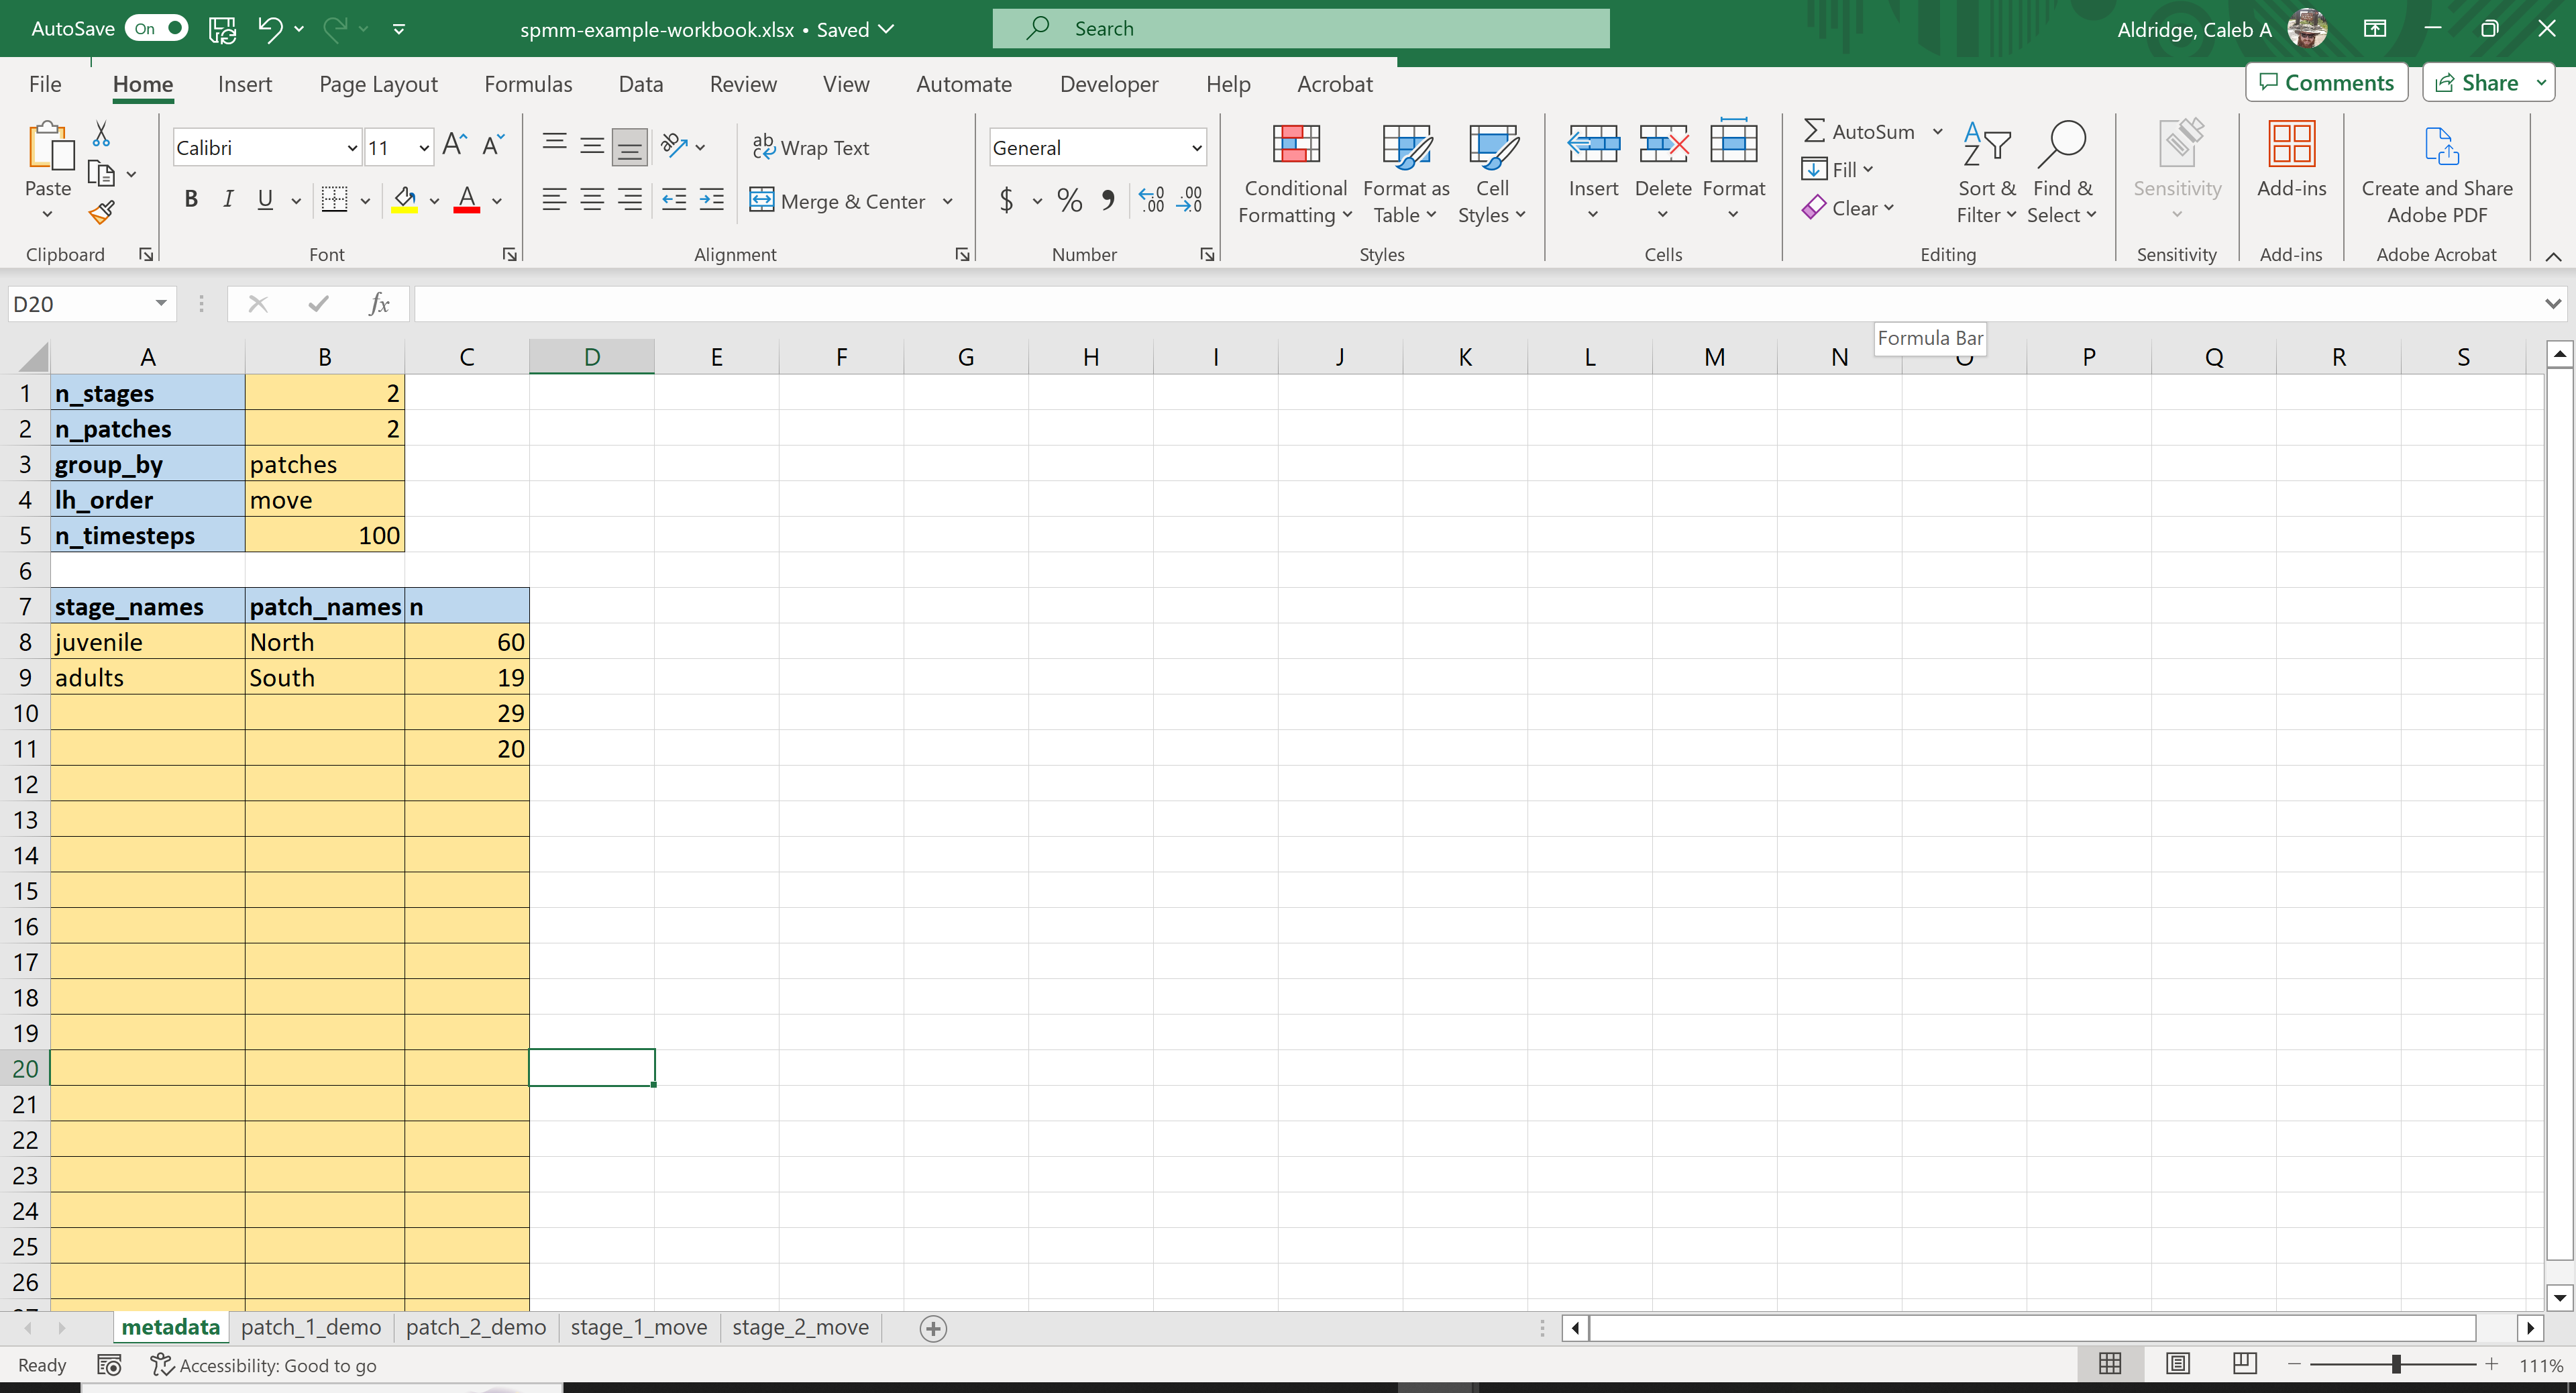 AutoSave On spmm-example-workbook.xlsx • Saved Search Aldridge, Caleb A
File Home Insert Page Layout Formulas Data Review View Automate Developer Help Acrobat Comments Share
Paste
Clipboard
Calibri 11
B I U A
Font
ab Wrap Text
Merge & Center
Alignment
General
$ % , .00 .00
Number
Conditional Formatting
Format as Table
Cell Styles
Styles
Insert Delete Format
Cells
AutoSum
Fill
Clear
Sort & Filter
Find & Select
Editing
Sensitivity
Sensitivity
Add-ins
Add-ins
Create and Share Adobe PDF
Adobe Acrobat
D20 fx
Formula Bar
A B C D E F G H I J K L M N O P Q R S
1 n_stages 2
2 n_patches 2
3 group_by patches
4 lh_order move
5 n_timesteps 100
6
7 stage_names patch_names n
8 juvenile North 60
9 adults South 19
10 29
11 20
12
13
14
15
16
17
18
19
20
21
22
23
24
25
26
metadata patch_1_demo patch_2_demo stage_1_move stage_2_move
Ready Accessibility: Good to go 111%